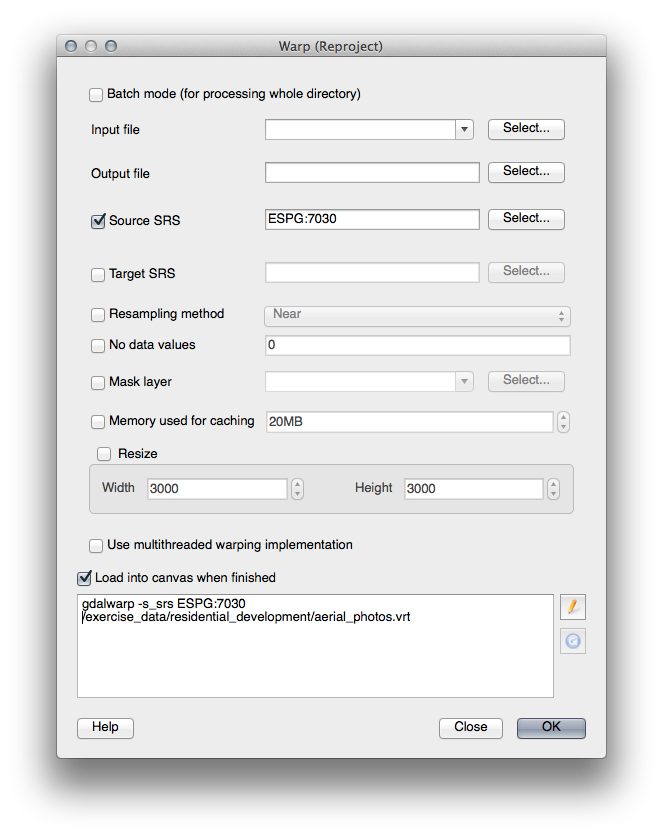 Warp (Reproject)
Batch mode (for processing whole directory)
Input file Select...
Output file Select...
Source SRS ESPG:7030 Select...
Target SRS Select...
Resampling method Near
No data values 0
Mask layer Select...
Memory used for caching 20MB
Resize
Width 3000 Height 3000
Use multithreaded warping implementation
Load into canvas when finished
gdalwarp -s_srs ESPG:7030
/exercise_data/residential_development/aerial_photos.vrt
Help Close OK